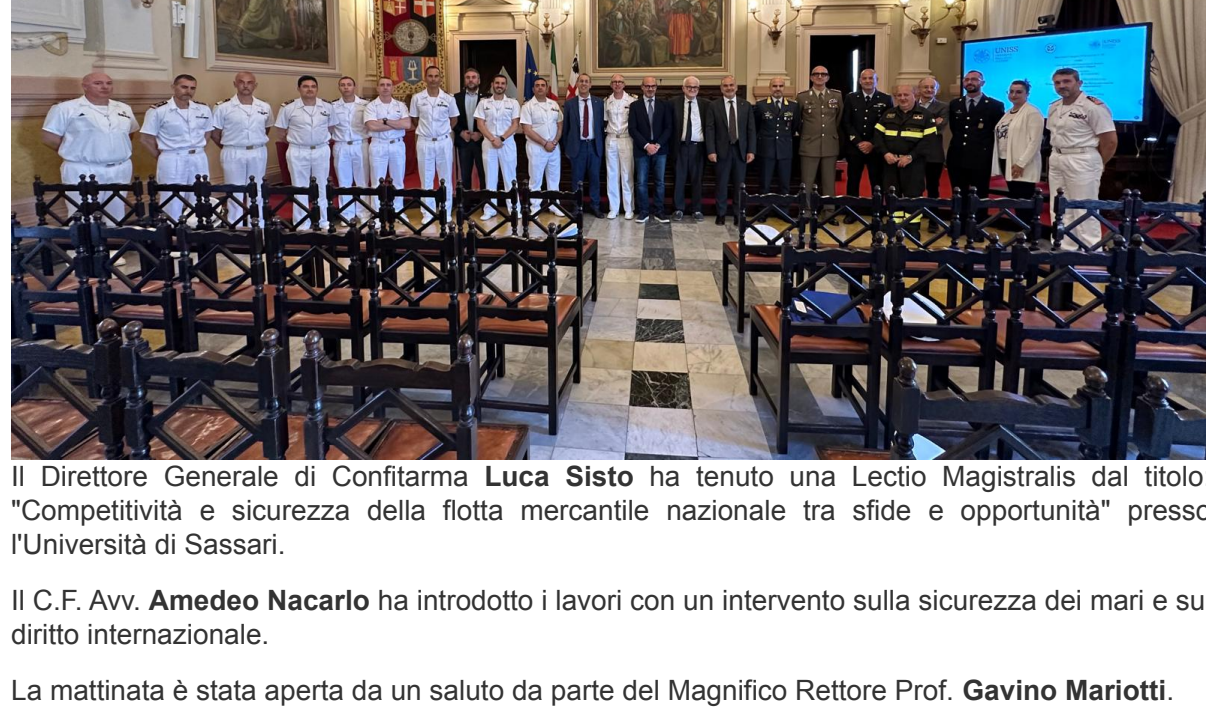 UNISS
Il Direttore Generale di Confitarma Luca Sisto ha tenuto una Lectio Magistralis dal titolo
"Competitività e sicurezza della flotta mercantile nazionale tra sfide e opportunità" presso
l'Università di Sassari.
Il C.F. Avv. Amedeo Nacarlo ha introdotto i lavori con un intervento sulla sicurezza dei mari e su
diritto internazionale.
La mattinata è stata aperta da un saluto da parte del Magnifico Rettore Prof. Gavino Mariotti.